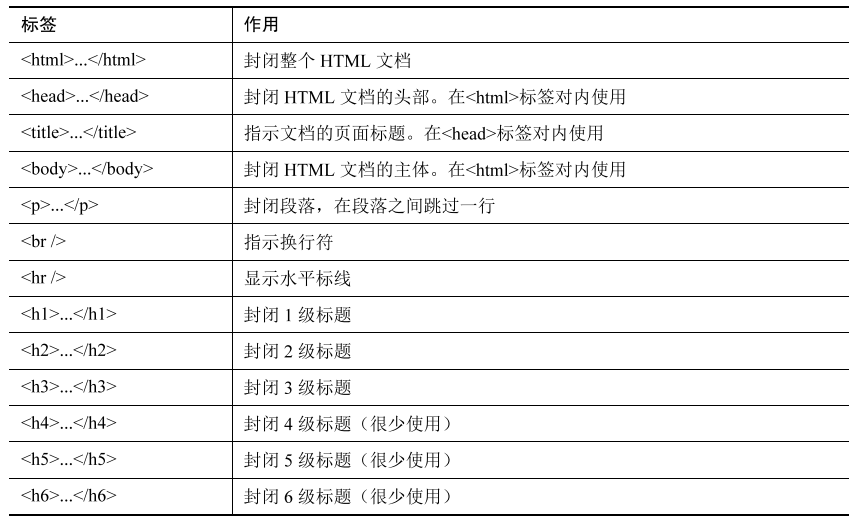 标签 作用
<html>...</html> 封闭整个 HTML 文档
<head>...</head> 封闭 HTML 文档的头部。在<html>标签对内使用
<title>...</title> 指示文档的页面标题。在<head>标签对内使用
<body>...</body> 封闭 HTML 文档的主体。在<html>标签对内使用
<p>...</p> 封闭段落，在段落之间跳过一行
<br /> 指示换行符
<hr /> 显示水平标线
<h1>...</h1> 封闭 1 级标题
<h2>...</h2> 封闭 2 级标题
<h3>...</h3> 封闭 3 级标题
<h4>...</h4> 封闭 4 级标题（很少使用）
<h5>...</h5> 封闭 5 级标题（很少使用）
<h6>...</h6> 封闭 6 级标题（很少使用）